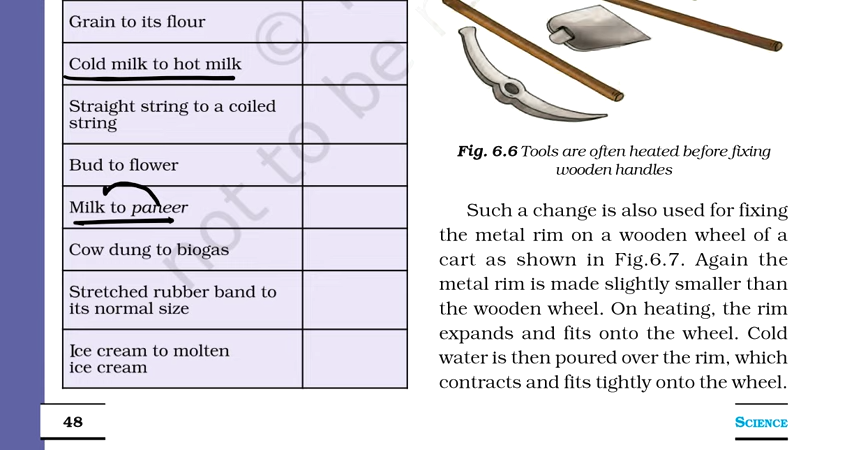 Grain to its flour
Cold milk to hot milk
Straight string to a coiled
string
Bud to flower
Milk to paneer
Cow dung to biogas
Stretched rubber band to
its normal size
Ice cream to molten
ice cream
48
Fig. 6.6 Tools are often heated before fixing
wooden handles
Such a change is also used for fixing
the metal rim on a wooden wheel of a
cart as shown in Fig.6.7. Again the
metal rim is made slightly smaller than
the wooden wheel. On heating, the rim
expands and fits onto the wheel. Cold
water is then poured over the rim, which
contracts and fits tightly onto the wheel.
SCIENCE
©
not to be